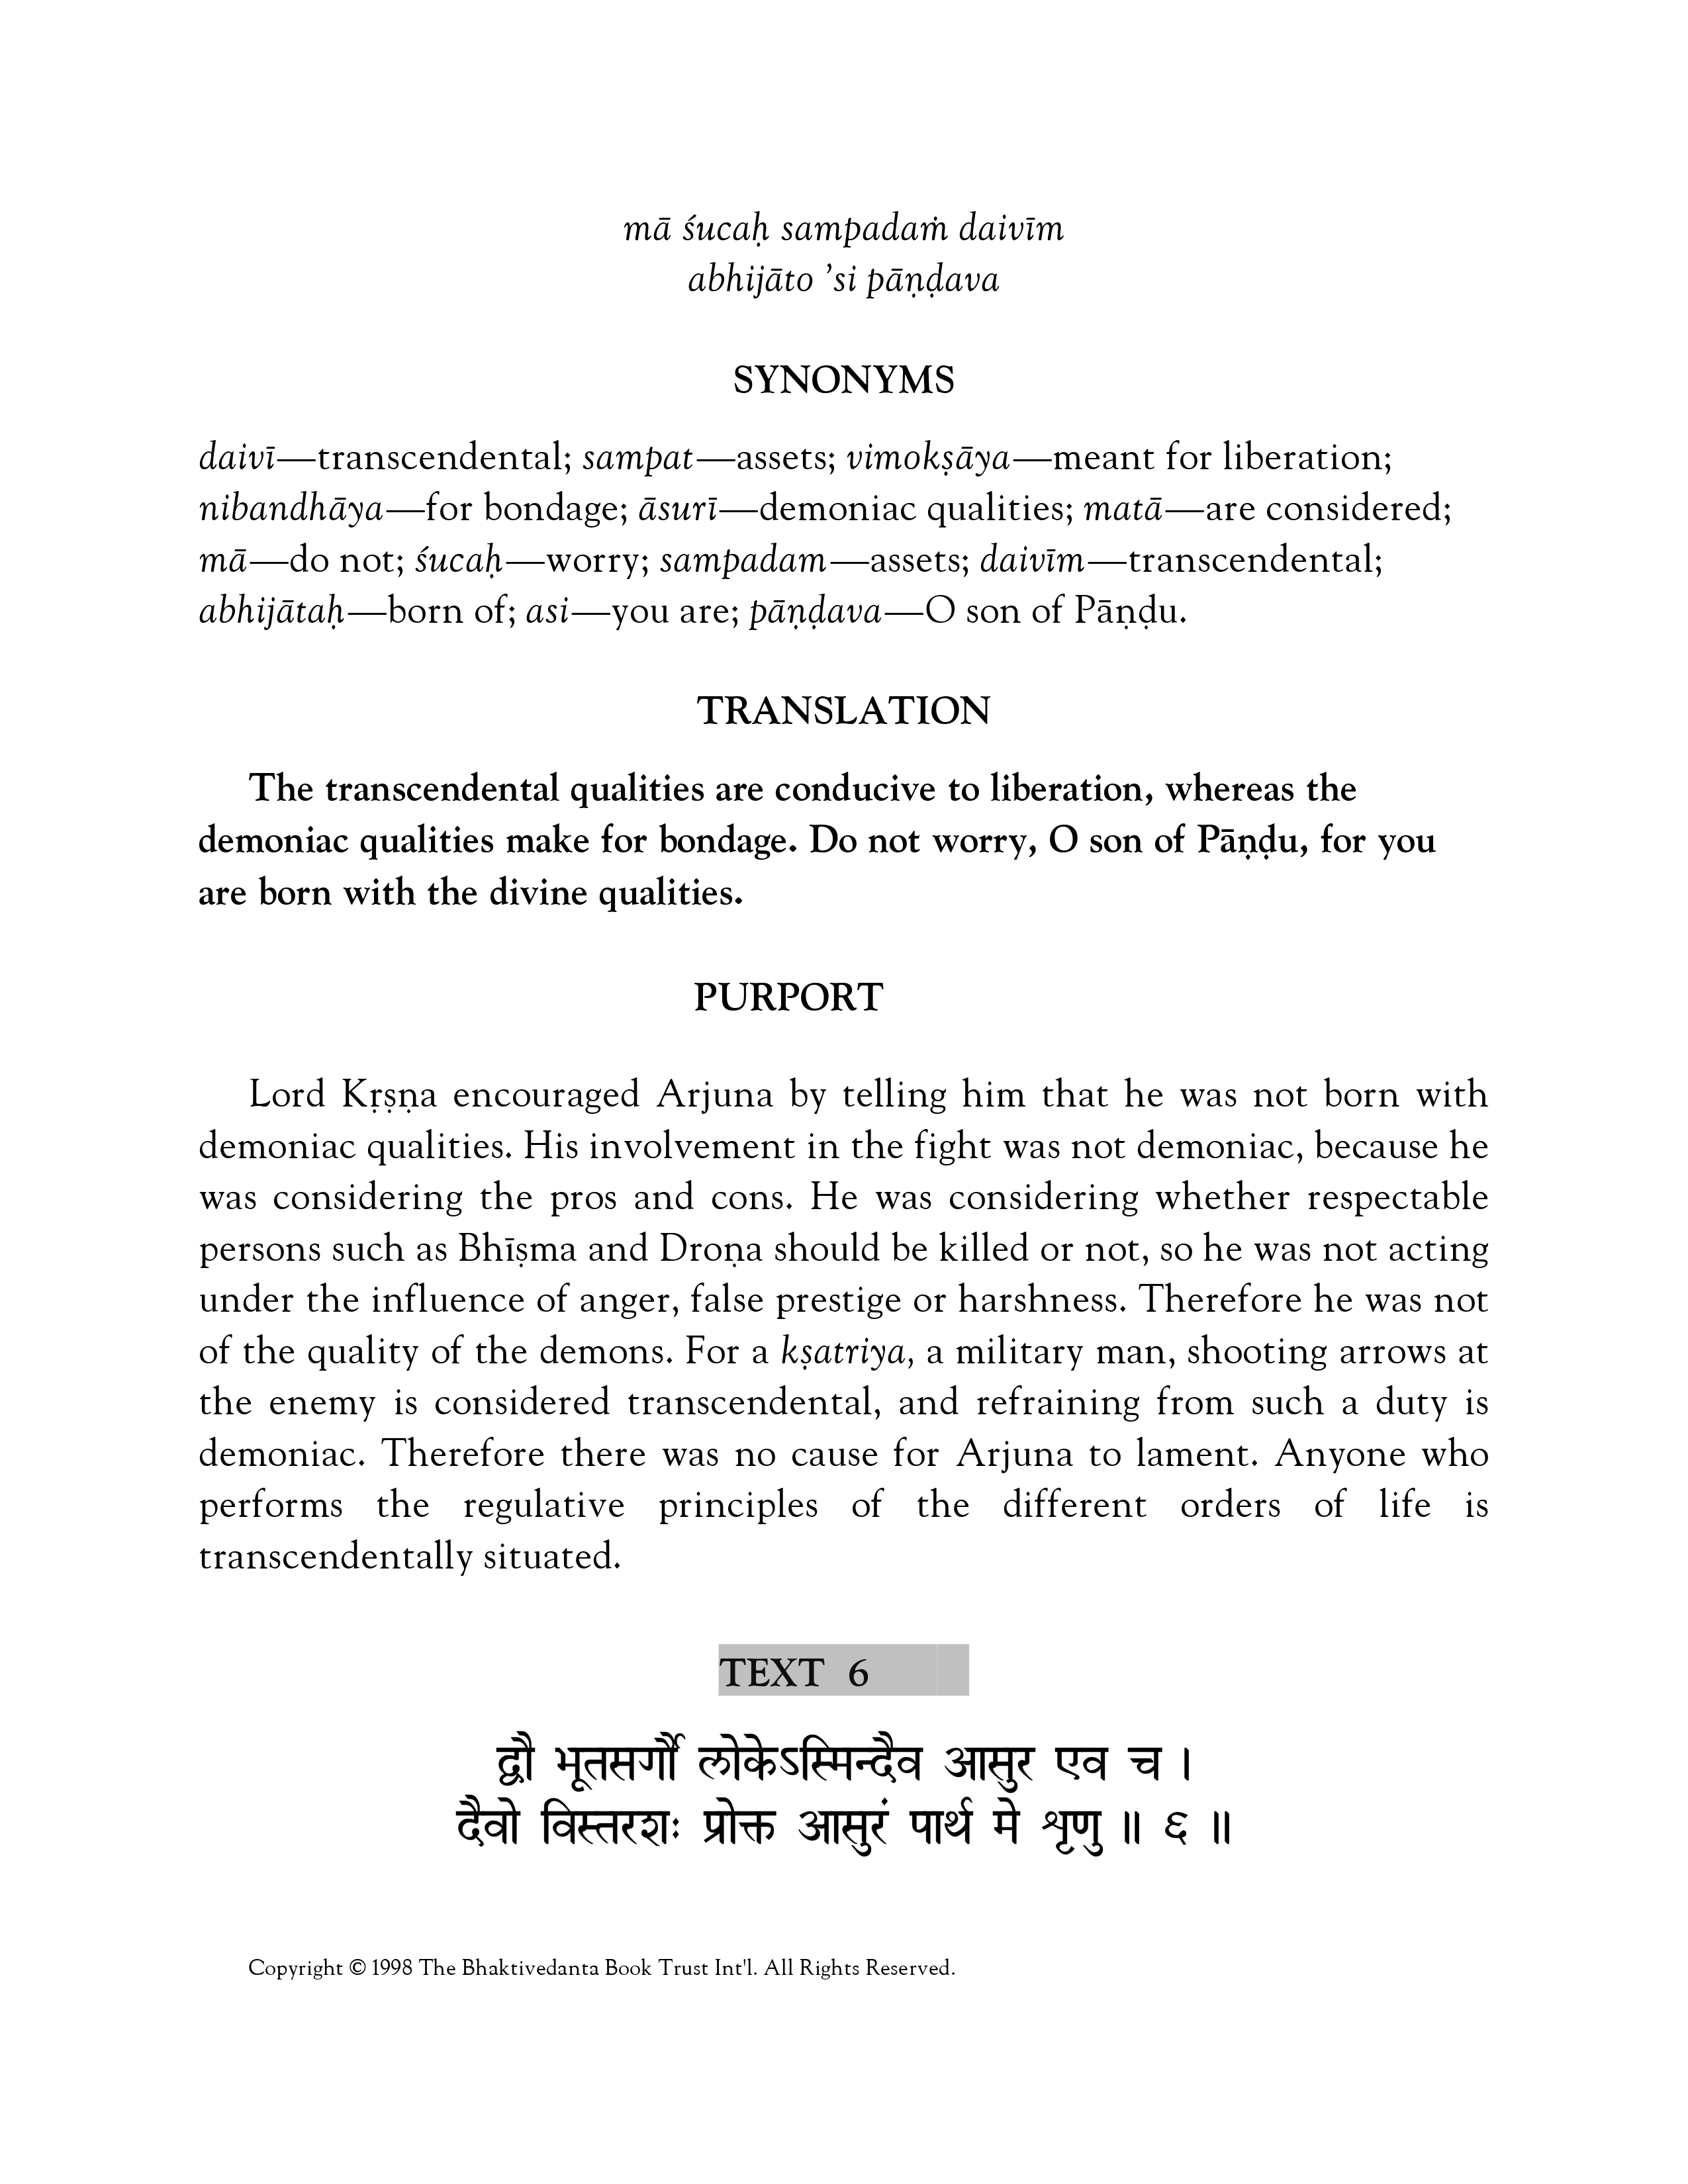 mā śucaḥ sampadaṁ daivīm
abhijāto ’si pāṇḍava
SYNONYMS
daivī—transcendental; sampat—assets; vimokṣāya—meant for liberation;
nibandhāya—for bondage; āsurī—demoniac qualities; matā—are considered;
mā—do not; śucaḥ—worry; sampadam—assets; daivīm—transcendental;
abhijātaḥ—born of; asi—you are; pāṇḍava—O son of Pāṇḍu.
TRANSLATION
The transcendental qualities are conducive to liberation, whereas the
demoniac qualities make for bondage. Do not worry, O son of Pāṇḍu, for you
are born with the divine qualities.
PURPORT
Lord Kṛṣṇa encouraged Arjuna by telling him that he was not born with
demoniac qualities. His involvement in the fight was not demoniac, because he
was considering the pros and cons. He was considering whether respectable
persons such as Bhīṣma and Droṇa should be killed or not, so he was not acting
under the influence of anger, false prestige or harshness. Therefore he was not
of the quality of the demons. For a kṣatriya, a military man, shooting arrows at
the enemy is considered transcendental, and refraining from such a duty is
demoniac. Therefore there was no cause for Arjuna to lament. Anyone who
performs the regulative principles of the different orders of life is
transcendentally situated.
TEXT 6
द्वौ भूतसर्गौ लोकेऽस्मिन्दैव आसुर एव च ।
दैवो विस्तरशः प्रोक्त आसुरं पार्थ मे शृणु ॥ ६ ॥
Copyright © 1998 The Bhaktivedanta Book Trust Int'l. All Rights Reserved.